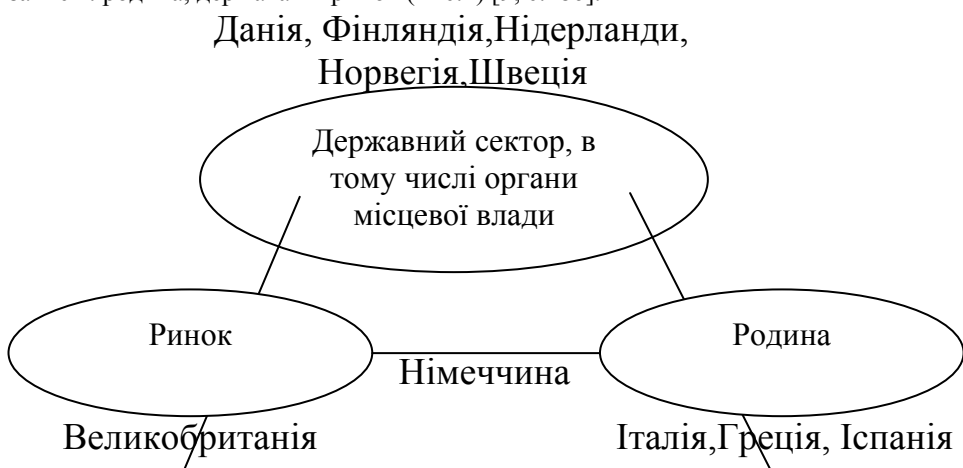 Данія, Фінляндія,Нідерланди,
Норвегія,Швеція
Державний сектор, в
тому числі органи
місцевої влади
Ринок
Родина
Німеччина
Великобританія
Італія,Греція, Іспанія